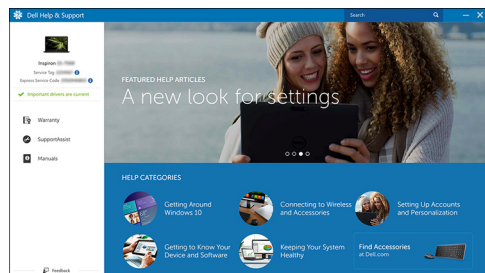 Dell Help & Support
Search
Inspiron
Service Tag:
Express Service Code:
Important drivers are current
Warranty
SupportAssist
Manuals
Feedback
FEATURED HELP ARTICLES
A new look for settings
HELP CATEGORIES
Getting Around
Windows 10
Connecting to Wireless
and Accessories
Setting Up Accounts
and Personalization
Getting to Know Your
Device and Software
Keeping Your System
Healthy
Find Accessories
at Dell.com